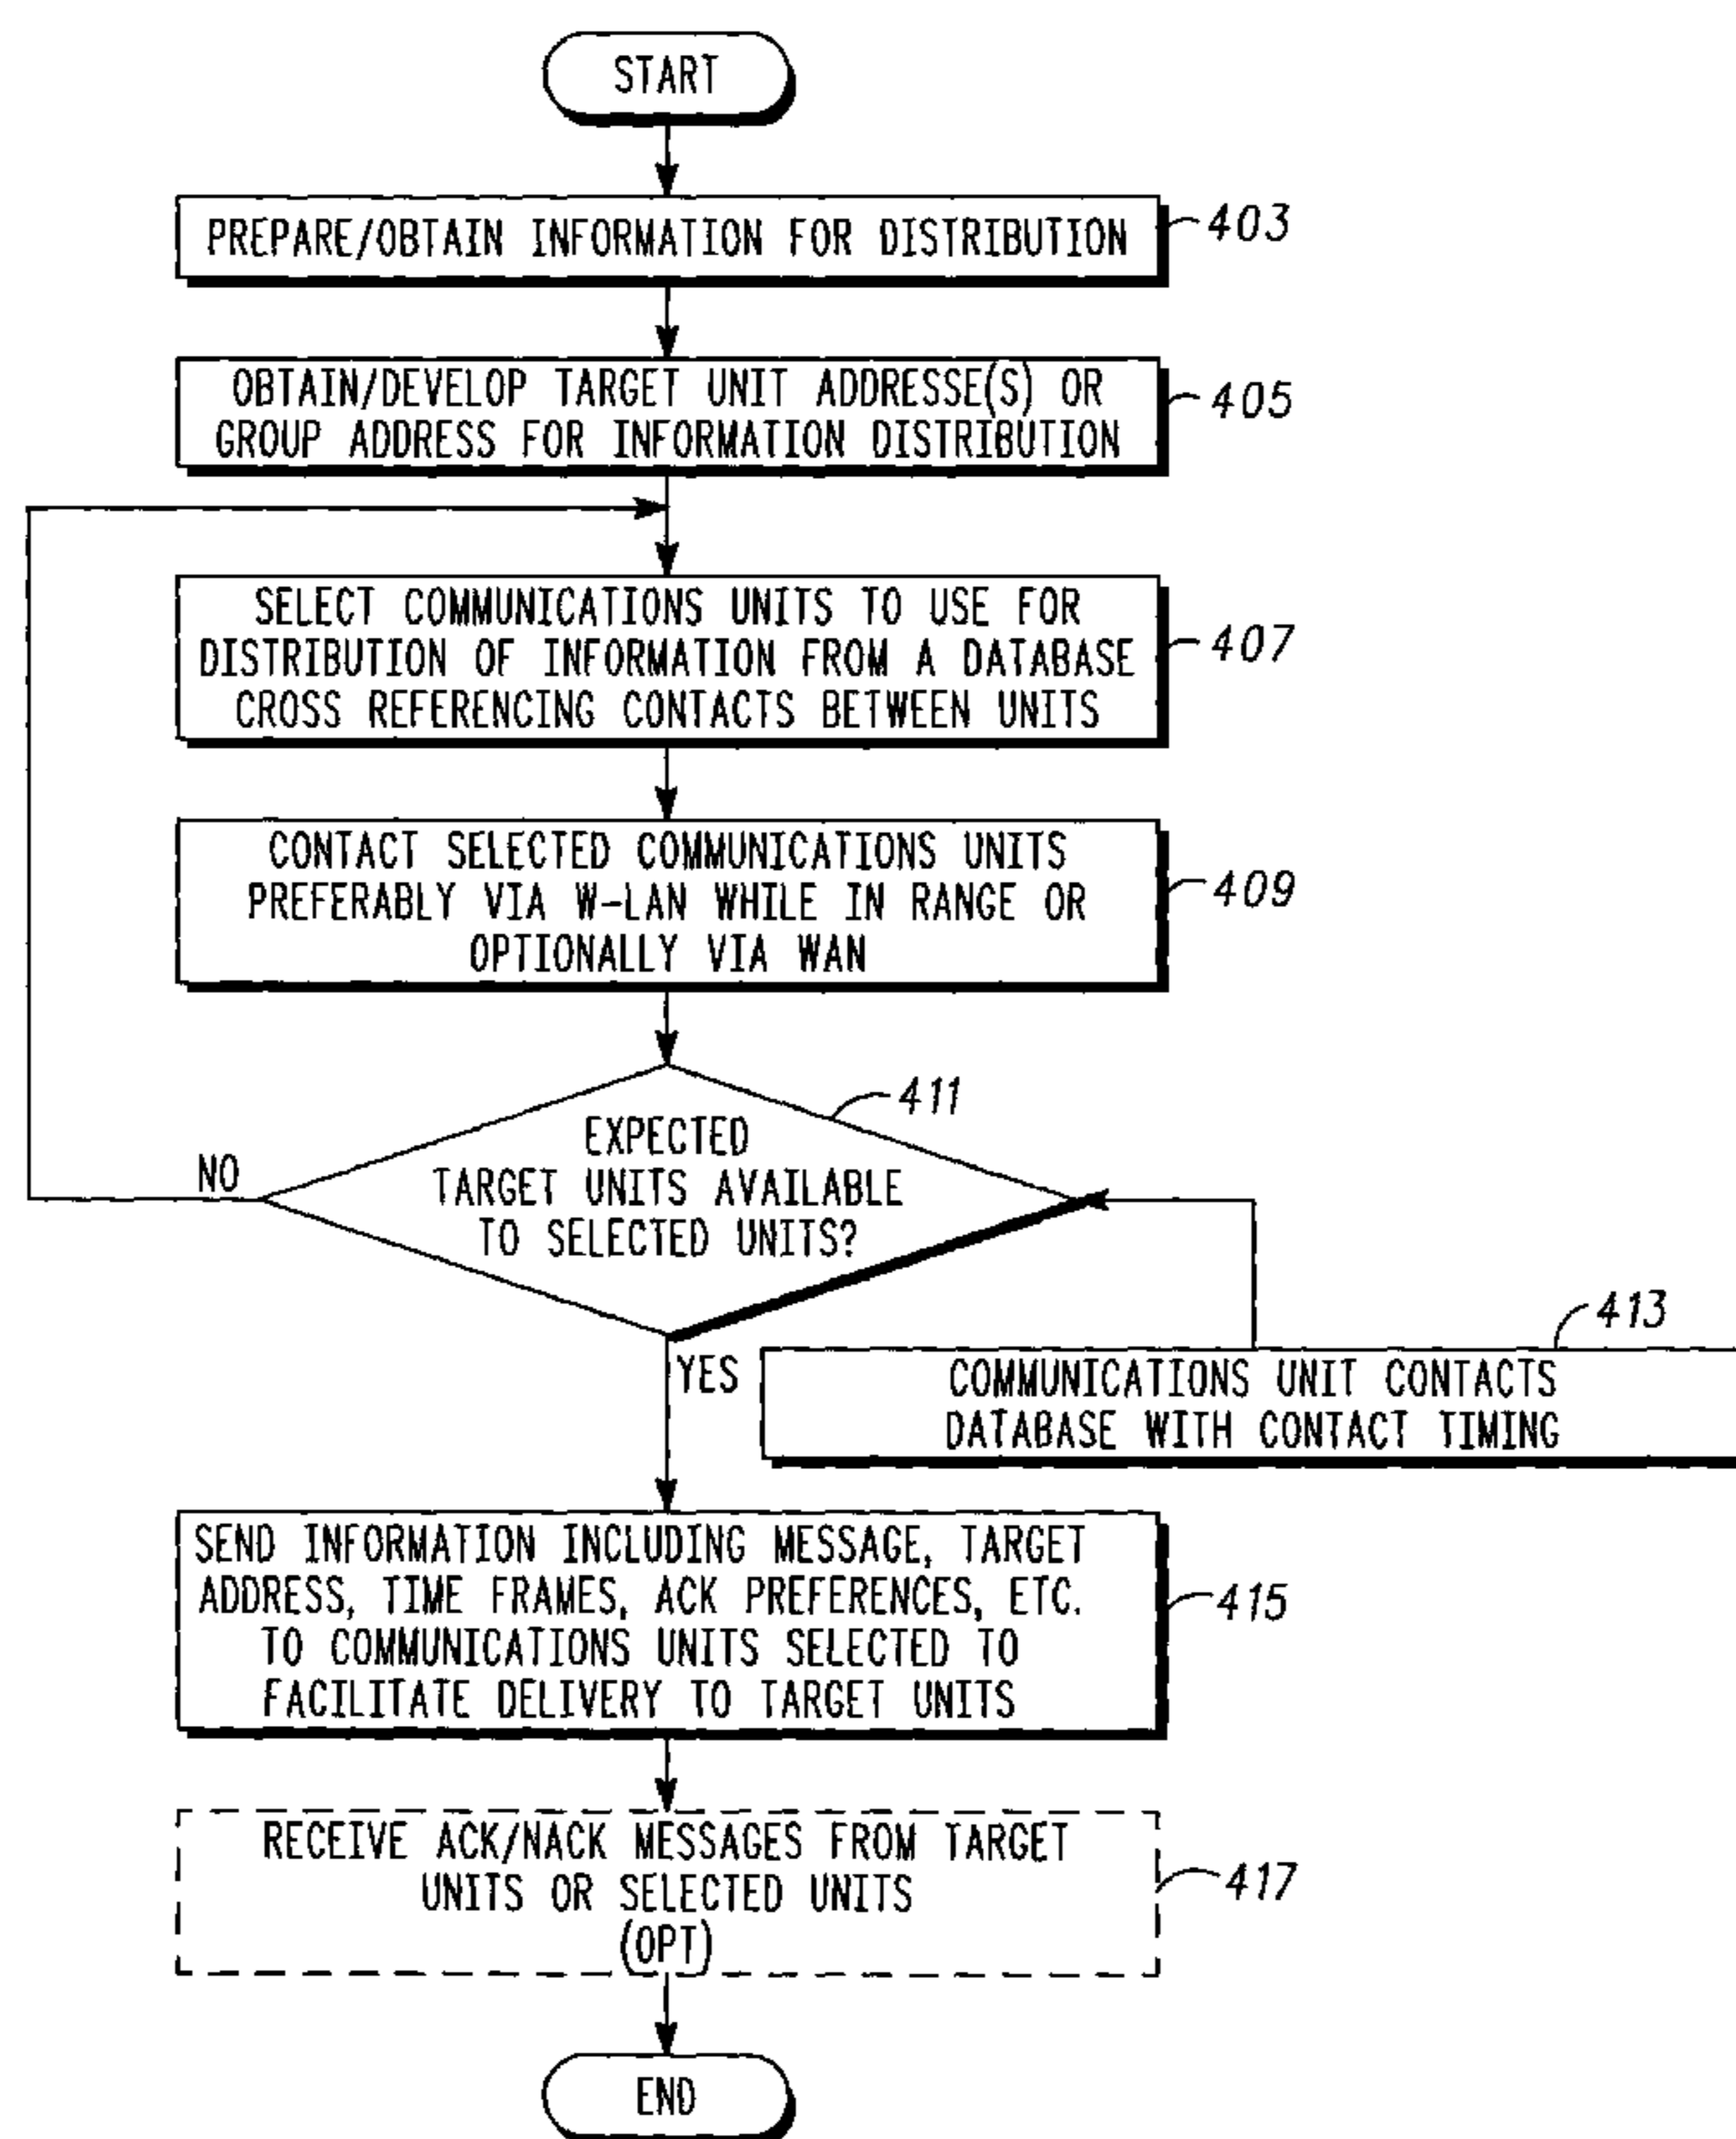 START
PREPARE/OBTAIN INFORMATION FOR DISTRIBUTION
403
OBTAIN/DEVELOP TARGET UNIT ADDRESSE(S) OR
GROUP ADDRESS FOR INFORMATION DISTRIBUTION
405
SELECT COMMUNICATIONS UNITS TO USE FOR
DISTRIBUTION OF INFORMATION FROM A DATABASE
CROSS REFERENCING CONTACTS BETWEEN UNITS
407
CONTACT SELECTED COMMUNICATIONS UNITS
PREFERABLY VIA W-LAN WHILE IN RANGE OR
OPTIONALLY VIA WAN
409
411
EXPECTED
TARGET UNITS AVAILABLE
TO SELECTED UNITS?
NO
YES
413
COMMUNICATIONS UNIT CONTACTS
DATABASE WITH CONTACT TIMING
SEND INFORMATION INCLUDING MESSAGE, TARGET
ADDRESS, TIME FRAMES, ACK PREFERENCES, ETC.
TO COMMUNICATIONS UNITS SELECTED TO
FACILITATE DELIVERY TO TARGET UNITS
415
RECEIVE ACK/NACK MESSAGES FROM TARGET
UNITS OR SELECTED UNITS
(OPT)
417
END